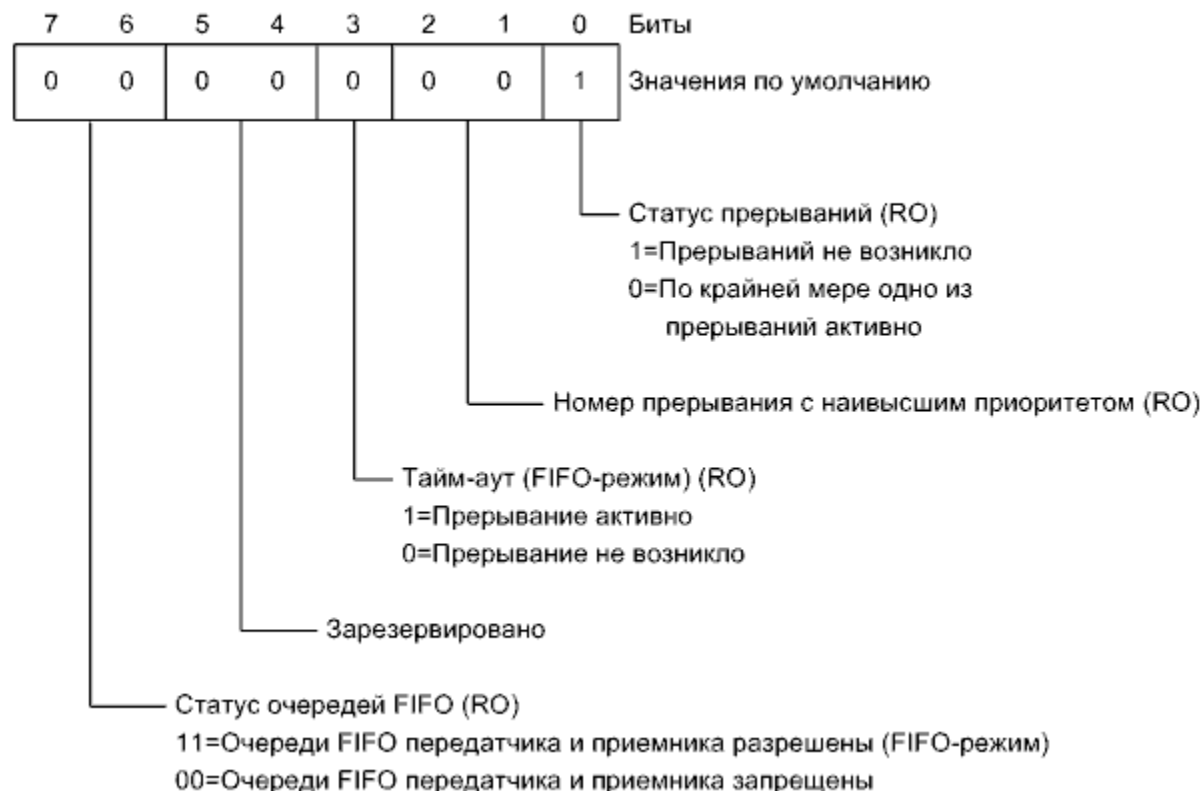 7 6 5 4 3 2 1 0 Биты
0 0 0 0 0 0 0 1 Значения по умолчанию
Статус прерываний (RO)
1=Прерываний не возникло
0=По крайней мере одно из
прерываний активно
Номер прерывания с наивысшим приоритетом (RO)
Тайм-аут (FIFO-режим) (RO)
1=Прерывание активно
0=Прерывание не возникло
Зарезервировано
Статус очередей FIFO (RO)
11=Очереди FIFO передатчика и приемника разрешены (FIFO-режим)
00=Очереди FIFO передатчика и приемника запрещены